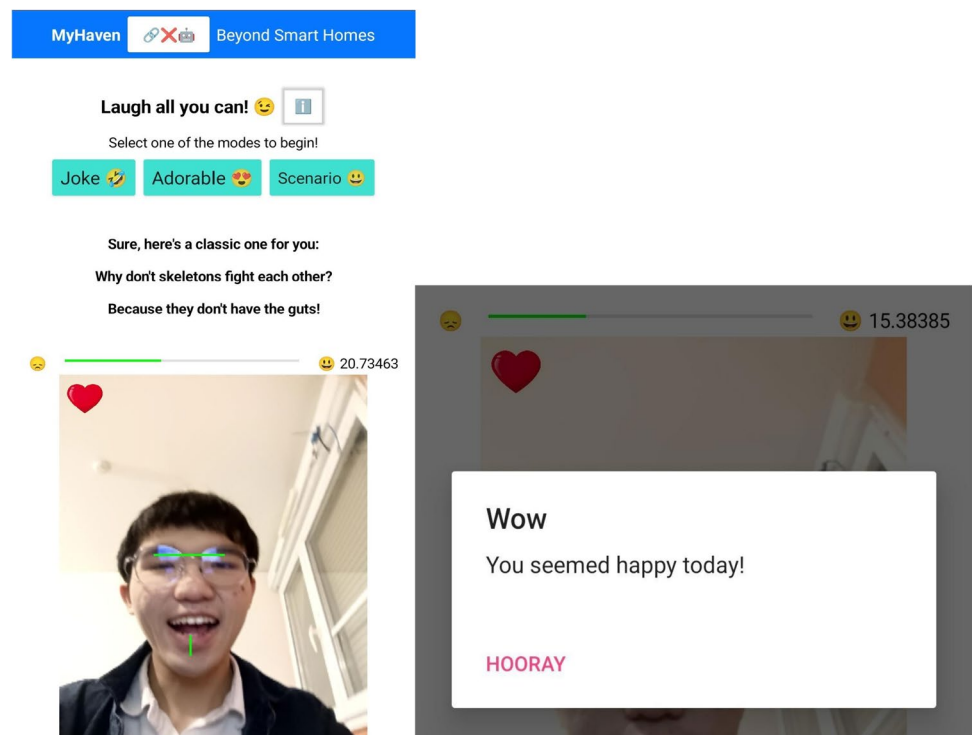 MyHaven 🔗❌🤖 Beyond Smart Homes
Laugh all you can! 😉 ℹ️
Select one of the modes to begin!
Joke 🤣 Adorable 😍 Scenario 😃
Sure, here's a classic one for you:
Why don't skeletons fight each other?
Because they don't have the guts!
😞 😃 20.73463
😞 😃 15.38385
Wow
You seemed happy today!
HOORAY